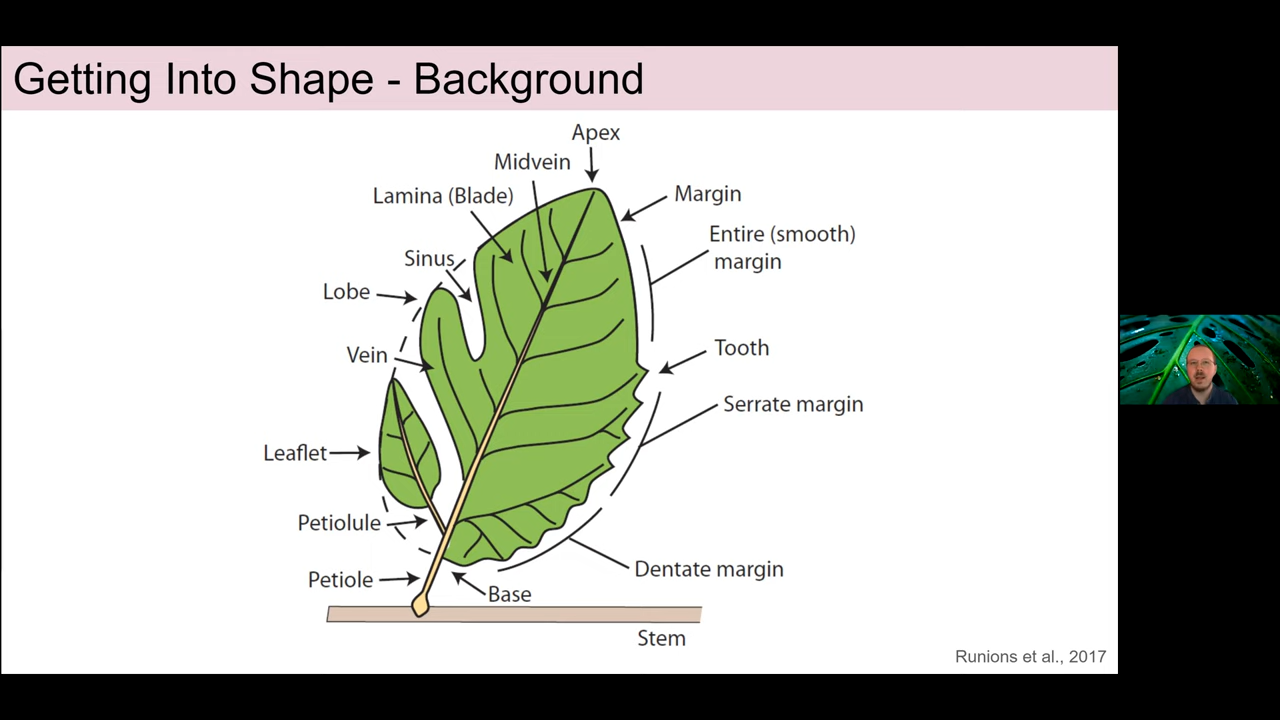 Getting Into Shape - Background
Apex
Midvein
Lamina (Blade)
Margin
Entire (smooth)
margin
Sinus
Lobe
Tooth
Vein
Serrate margin
Leaflet
Petiolule
Dentate margin
Petiole
Base
Stem
Runions et al., 2017